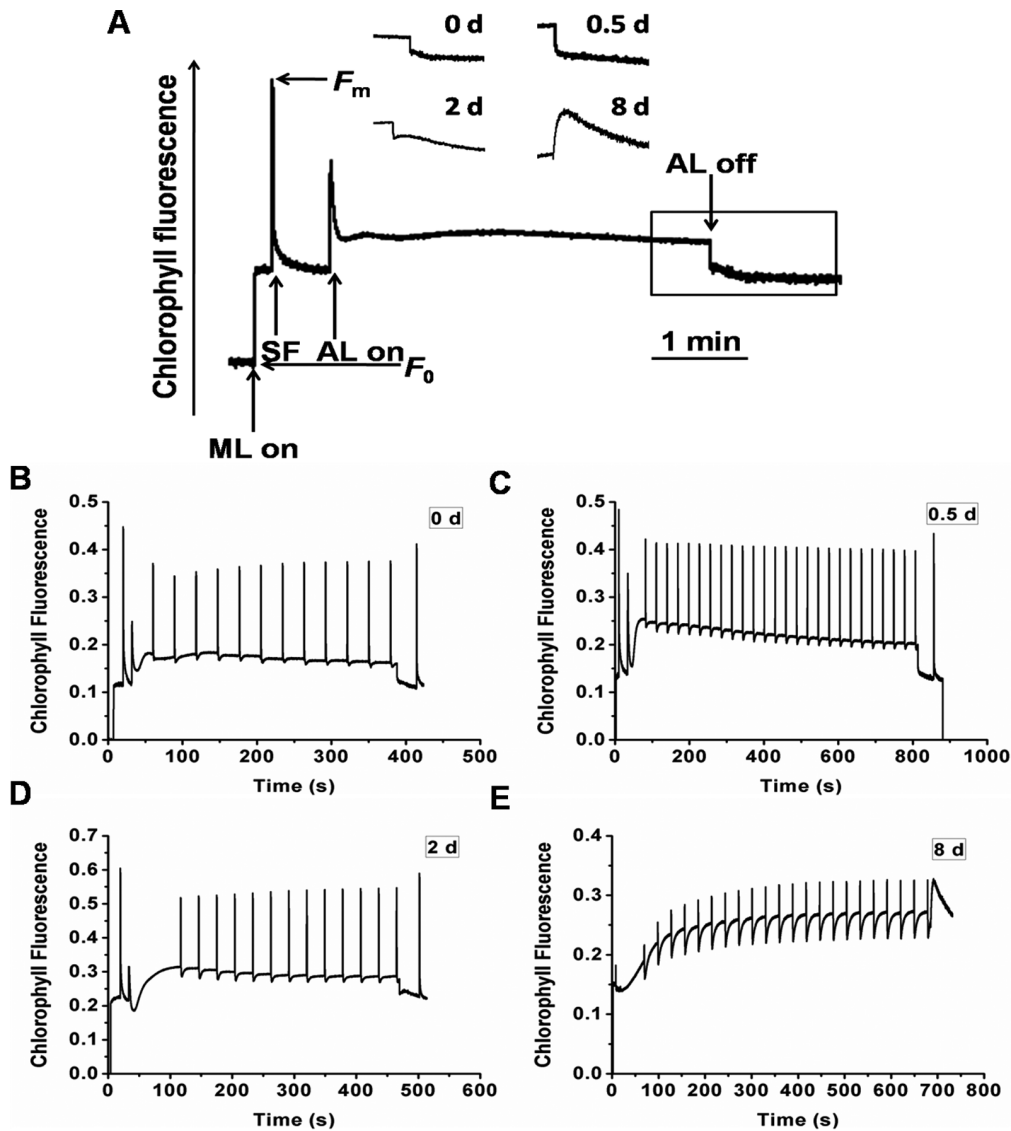 A
0 d
0.5 d
2 d
8 d
Chlorophyll fluorescence
Fm
AL off
SF
AL on
F0
ML on
1 min
B
0 d
Chlorophyll Fluorescence
0.5
0.4
0.3
0.2
0.1
0.0
0 100 200 300 400 500
Time (s)
C
0.5 d
Chlorophyll Fluorescence
0.5
0.4
0.3
0.2
0.1
0.0
0 200 400 600 800 1000
Time (s)
D
2 d
Chlorophyll Fluorescence
0.7
0.6
0.5
0.4
0.3
0.2
0.1
0.0
0 100 200 300 400 500 600
Time (s)
E
8 d
Chlorophyll Fluorescence
0.4
0.3
0.2
0.1
0.0
0 100 200 300 400 500 600 700 800
Time (s)